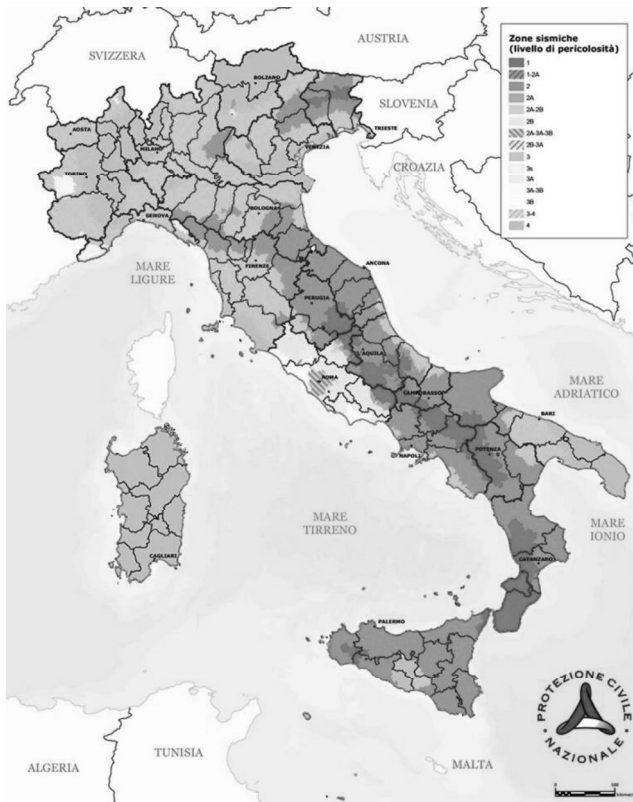 AUSTRIA
SVIZZERA
SLOVENIA
CROAZIA
Zone sismiche
(livello di pericolosità)
1
1-2A
2
2A
2A-2B
2B
2A-3A-3B
2B-3A
3
3s
3A
3A-3B
3B
3-4
4
BOLZANO
AOSTA
MILANO
TRIESTE
VENEZIA
TORINO
BOLOGNA
GENOVA
FIRENZE
ANCONA
PERUGIA
MARE
LIGURE
L'AQUILA
ROMA
CAMPOBASSO
MARE
ADRIATICO
BARI
NAPOLI
POTENZA
MARE
TIRRENO
MARE
IONIO
CAGLIARI
CATANZARO
PALERMO
PROTEZIONE CIVILE
NAZIONALE
TUNISIA
ALGERIA
MALTA